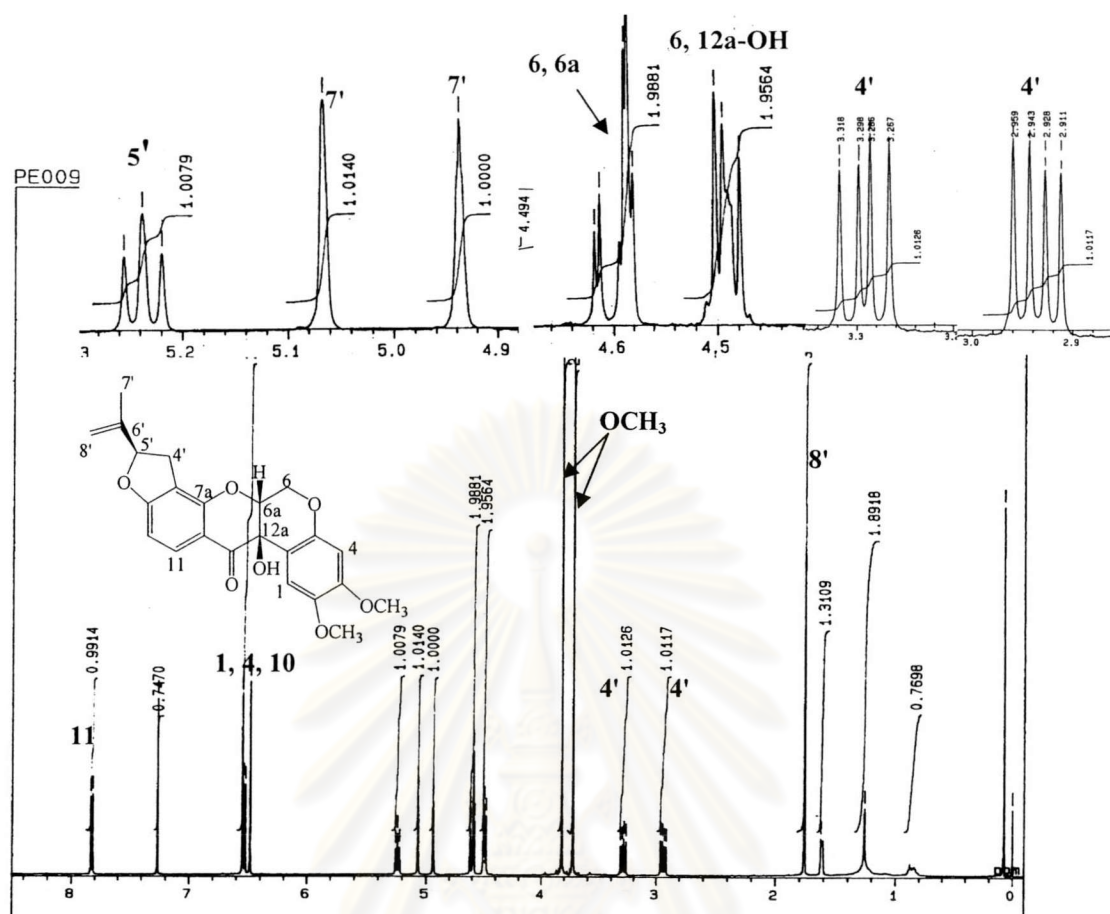 6, 12a-OH
6, 6a
1.9881
1.9564
4'
4'
7'
7'
5'
PE009
1.0079
1.0140
1.0000
4.494
3.318
3.298
3.286
3.267
1.0126
2.959
2.943
2.928
2.911
1.0117
3 5.2 5.1 5.0 4.9
4.6 4.5
3.3
3.0 2.9
7'
8'
6'
5'
4'
O
7a
O
H
6
6a
O
12a
4
11
O
OH
1
OCH3
OCH3
OCH3
8'
1.9881
1.9564
1.8918
1.3109
0.9914
0.7470
1, 4, 10
11
1.0079
1.0140
1.0000
4'
1.0126
4'
1.0117
0.7698
ppm
8 7 6 5 4 3 2 1 0